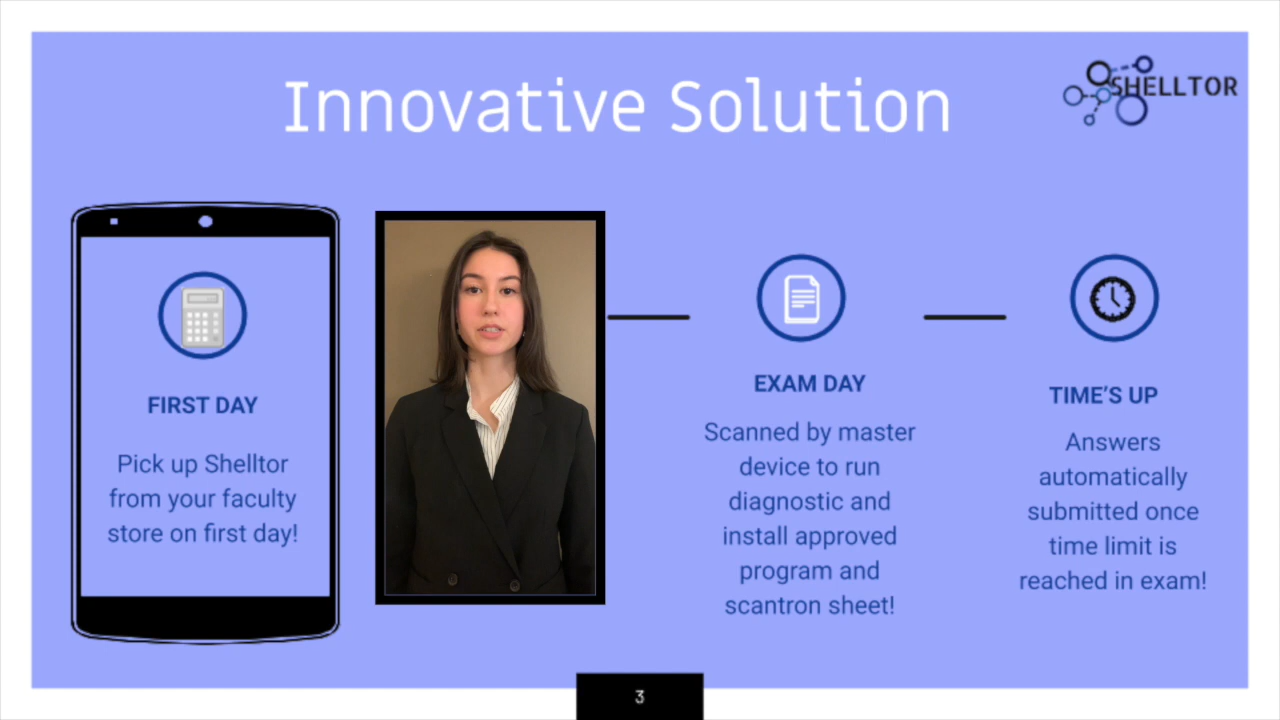 Innovative Solution
SHELLTOR
FIRST DAY
Pick up Shelltor
from your faculty
store on first day!
EXAM DAY
Scanned by master
device to run
diagnostic and
install approved
program and
scantron sheet!
TIME’S UP
Answers
automatically
submitted once
time limit is
reached in exam!
3